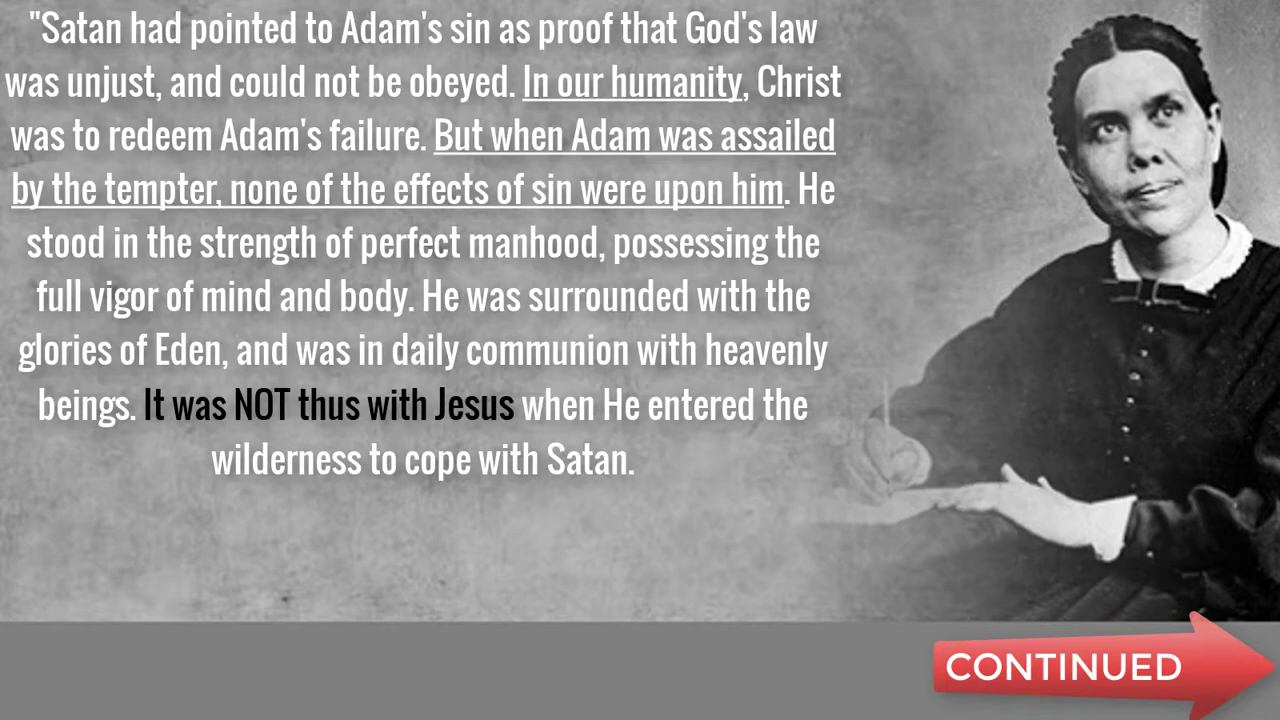 "Satan had pointed to Adam's sin as proof that God's law
was unjust, and could not be obeyed. In our humanity, Christ
was to redeem Adam's failure. But when Adam was assailed
by the tempter, none of the effects of sin were upon him. He
stood in the strength of perfect manhood, possessing the
full vigor of mind and body. He was surrounded with the
glories of Eden, and was in daily communion with heavenly
beings. It was NOT thus with Jesus when He entered the
wilderness to cope with Satan.
CONTINUED